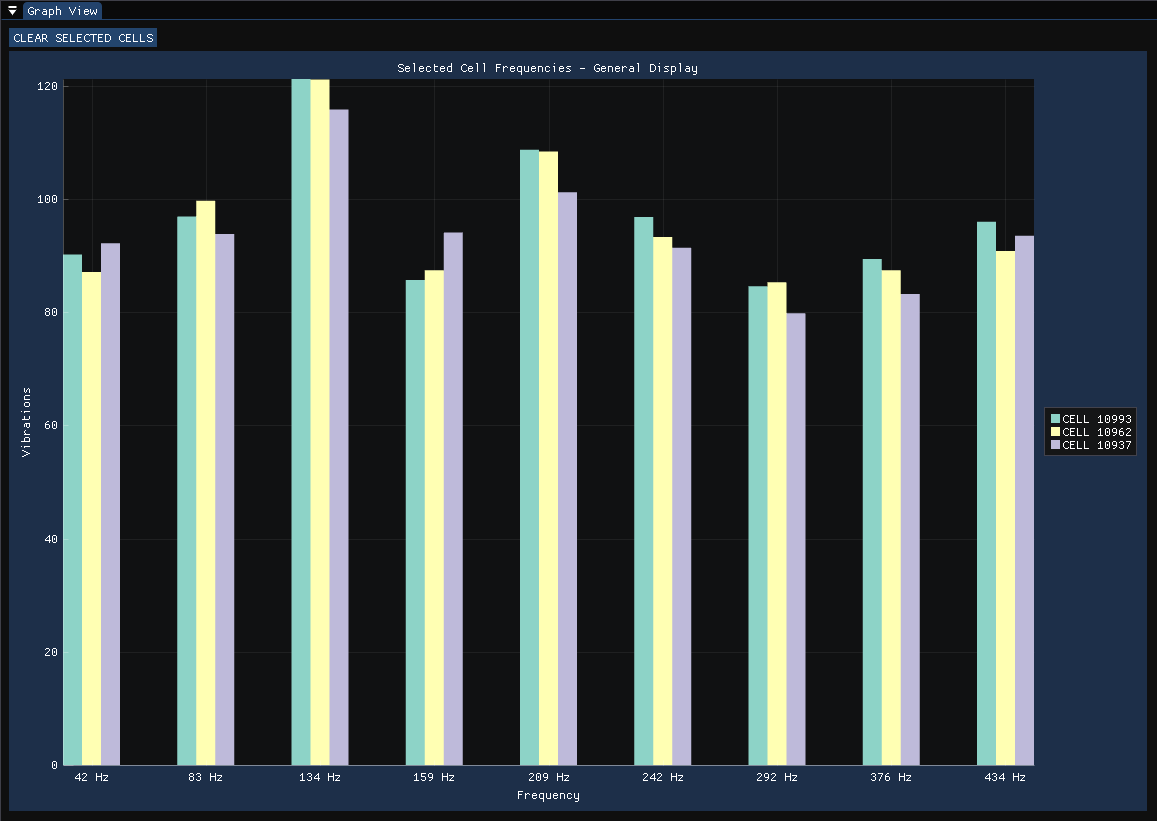 Graph View
CLEAR SELECTED CELLS
Selected Cell Frequencies - General Display
120
100
80
60
40
20
0
Vibrations
42 Hz 83 Hz 134 Hz 159 Hz 209 Hz 242 Hz 292 Hz 376 Hz 434 Hz
Frequency
CELL 10993
CELL 10962
CELL 10937